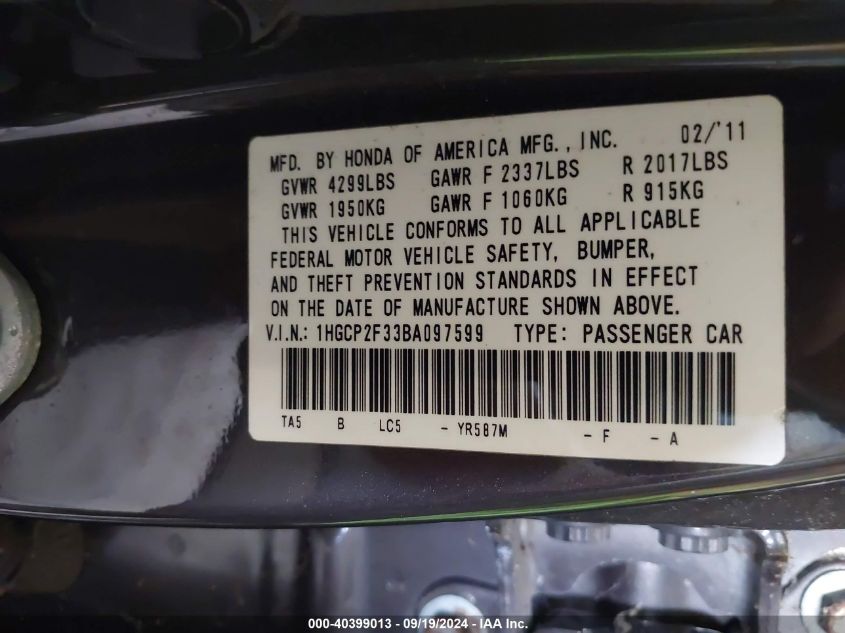 MFD. BY HONDA OF AMERICA MFG., INC. 02/'11
GVWR 4299LBS GAWR F 2337LBS R 2017LBS
GVWR 1950KG GAWR F 1060KG R 915KG
THIS VEHICLE CONFORMS TO ALL APPLICABLE
FEDERAL MOTOR VEHICLE SAFETY, BUMPER,
AND THEFT PREVENTION STANDARDS IN EFFECT
ON THE DATE OF MANUFACTURE SHOWN ABOVE.
V.I.N.: 1HGCP2F33BA097599 TYPE: PASSENGER CAR
TA5 B LC5 - YR587M - F - A
000-40399013 - 09/19/2024 - IAA Inc.